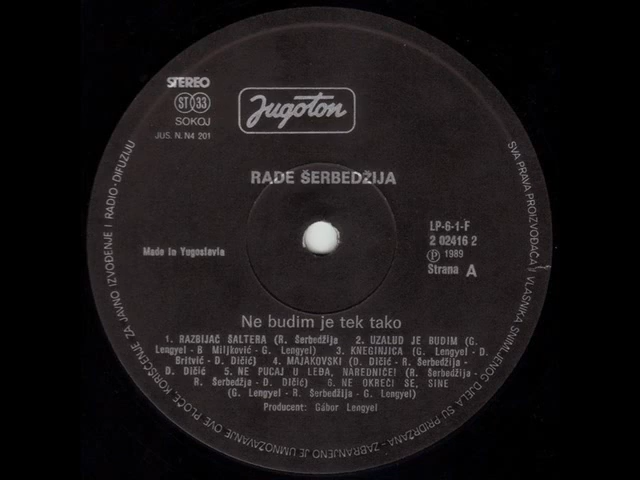 STEREO
ST 33
SOKOJ
JUS. N. N4 201
Jugoton
RADE ŠERBEDŽIJA
Made in Yugoslavia
LP-6-1-F
2 02416 2
Ⓟ 1989
Strana A
Ne budim je tek tako
1. RAZBIJAČ ŠALTERA (R. Šerbedžija 2. UZALUD JE BUDIM (G.
Lengyel - B Miljković - G. Lengyel) 3. KNEGINJICA (G. Lengyel - D.
Britvić - D. Dičić) 4. MAJAKOVSKI (D. Dičić - R. Šerbedžija -
D. Dičić 5. NE PUCAJ U LEĐA, NAREDNIČE! (R. Šerbedžija -
R. Šerbedžja - D. Dičić) 6. NE OKREĆI SE, SINE
(G. Lengyel - R. Šerbedžija - G. Lengyel)
Producent: Gábor Lengyel
SVA PRAVA PROIZVOĐAČA I VLASNIKA SNIMLJENOG DJELA SU PRIDRŽANA - ZABRANJENO JE UMNOŽAVANJE OVE PLOČE, KORIŠĆENJE ZA JAVNO IZVOĐENJE I RADIO-DIFUZIJU